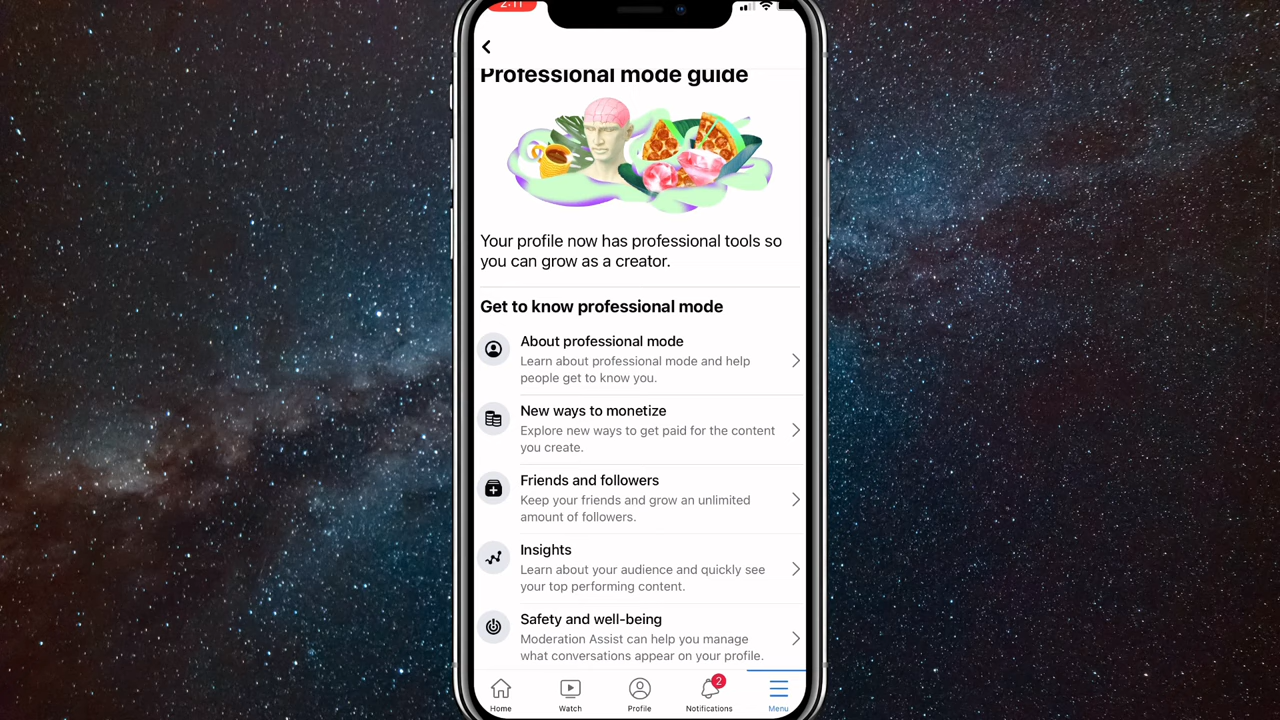 2:11
Professional mode guide
Your profile now has professional tools so
you can grow as a creator.
Get to know professional mode
About professional mode
Learn about professional mode and help
people get to know you.
New ways to monetize
Explore new ways to get paid for the content
you create.
Friends and followers
Keep your friends and grow an unlimited
amount of followers.
Insights
Learn about your audience and quickly see
your top performing content.
Safety and well-being
Moderation Assist can help you manage
what conversations appear on your profile.
2
Home Watch Profile Notifications Menu